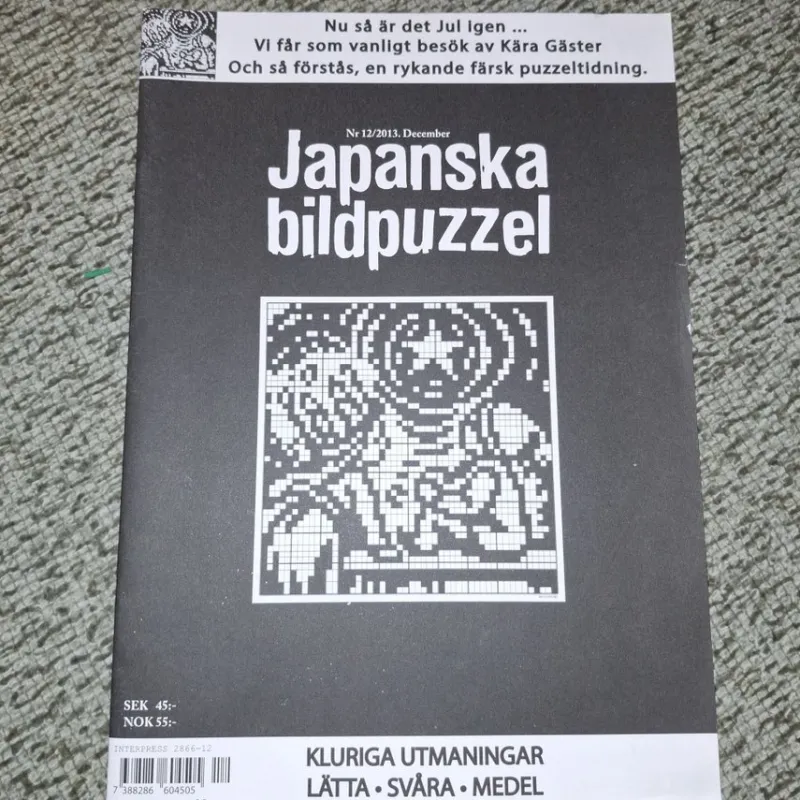 Nu så är det Jul igen ...
Vi får som vanligt besök av Kära Gäster
Och så förstås, en rykande färsk puzzeltidning.
Nr 12/2013. December
Japanska
bildpuzzel
SEK 45:-
NOK 55:-
INTERPRESS 2866-12
7 388286 604505
12
KLURIGA UTMANINGAR
LÄTTA • SVÅRA • MEDEL